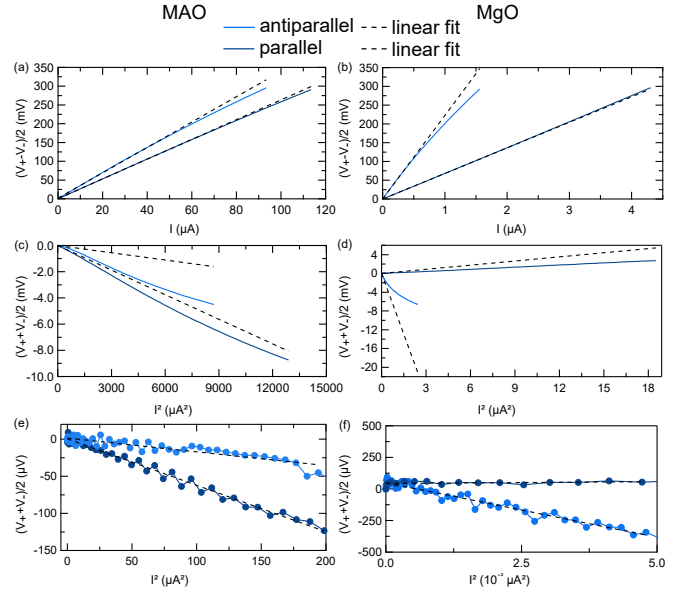 MAO
MgO
antiparallel
linear fit
parallel
linear fit
(a)
350
300
250
200
150
100
50
0
(V₊-V₋)/2 (mV)
0
20
40
60
80
100
120
I (µA)
(b)
350
300
250
200
150
100
50
0
(V₊-V₋)/2 (mV)
0
1
2
3
4
I (µA)
(c)
0.0
-2.0
-4.0
-6.0
-8.0
-10.0
(V₊+V₋)/2 (mV)
0
3000
6000
9000
12000
15000
I² (µA²)
(d)
4
0
-4
-8
-12
-16
-20
(V₊+V₋)/2 (mV)
0
3
6
9
12
15
18
I² (µA²)
(e)
0
-50
-100
-150
(V₊+V₋)/2 (µV)
0
50
100
150
200
I² (µA²)
(f)
500
250
0
-250
-500
(V₊+V₋)/2 (µV)
0.0
2.5
5.0
I² (10⁻² µA²)